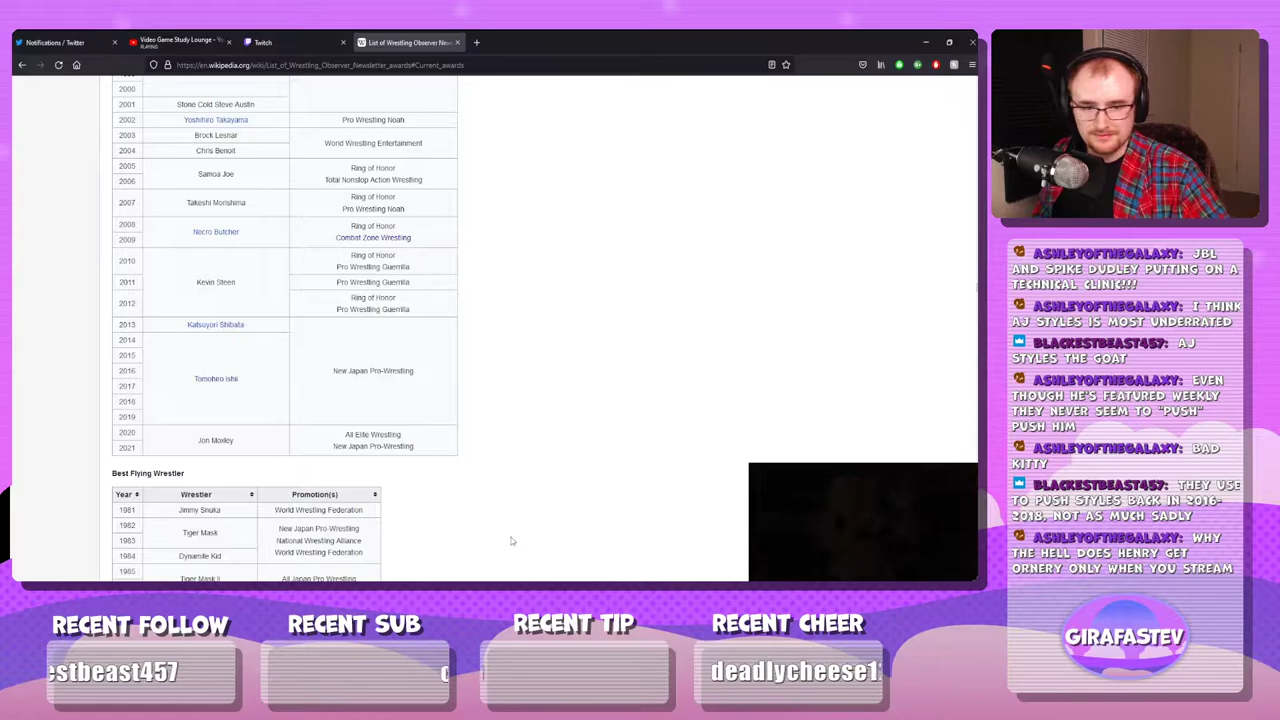 Notifications / Twitter
Video Game Study Lounge - Yo
PLAYING
Twitch
List of Wrestling Observer New
https://en.wikipedia.org/wiki/List_of_Wrestling_Observer_Newsletter_awards#Current_awards
2000
2001 Stone Cold Steve Austin
2002 Yoshihiro Takayama Pro Wrestling Noah
2003 Brock Lesnar
World Wrestling Entertainment
2004 Chris Benoit
2005 Ring of Honor
Samoa Joe
2006 Total Nonstop Action Wrestling
Ring of Honor
2007 Takeshi Morishima
Pro Wrestling Noah
2008 Ring of Honor
Necro Butcher
2009 Combat Zone Wrestling
Ring of Honor
2010
Pro Wrestling Guerrilla
2011 Kevin Steen Pro Wrestling Guerrilla
Ring of Honor
2012
Pro Wrestling Guerrilla
2013 Katsuyori Shibata
2014
2015
2016 New Japan Pro-Wrestling
Tomohiro Ishii
2017
2018
2019
2020 All Elite Wrestling
Jon Moxley
2021 New Japan Pro-Wrestling
Best Flying Wrestler
Year Wrestler Promotion(s)
1981 Jimmy Snuka World Wrestling Federation
1982 New Japan Pro-Wrestling
Tiger Mask
1983 National Wrestling Alliance
1984 Dynamite Kid World Wrestling Federation
1985 Tiger Mask II All Japan Pro Wrestling
ASHLEYOFTHEGALAXY: JBL
AND SPIKE DUDLEY PUTTING ON A
TECHNICAL CLINIC!!!
ASHLEYOFTHEGALAXY: I THINK
AJ STYLES IS MOST UNDERRATED
BLACKESTBEAST457: AJ
STYLES THE GOAT
ASHLEYOFTHEGALAXY: EVEN
THOUGH HE'S FEATURED WEEKLY
THEY NEVER SEEM TO "PUSH"
PUSH HIM
ASHLEYOFTHEGALAXY: BAD
KITTY
BLACKESTBEAST457: THEY USE
TO PUSH STYLES BACK IN 2016-
2018, NOT AS MUCH SADLY
ASHLEYOFTHEGALAXY: WHY
THE HELL DOES HENRY GET
ORNERY ONLY WHEN YOU STREAM
GIRAFASTEV
RECENT FOLLOW
estbeast457
RECENT SUB
RECENT TIP
RECENT CHEER
deadlycheese1